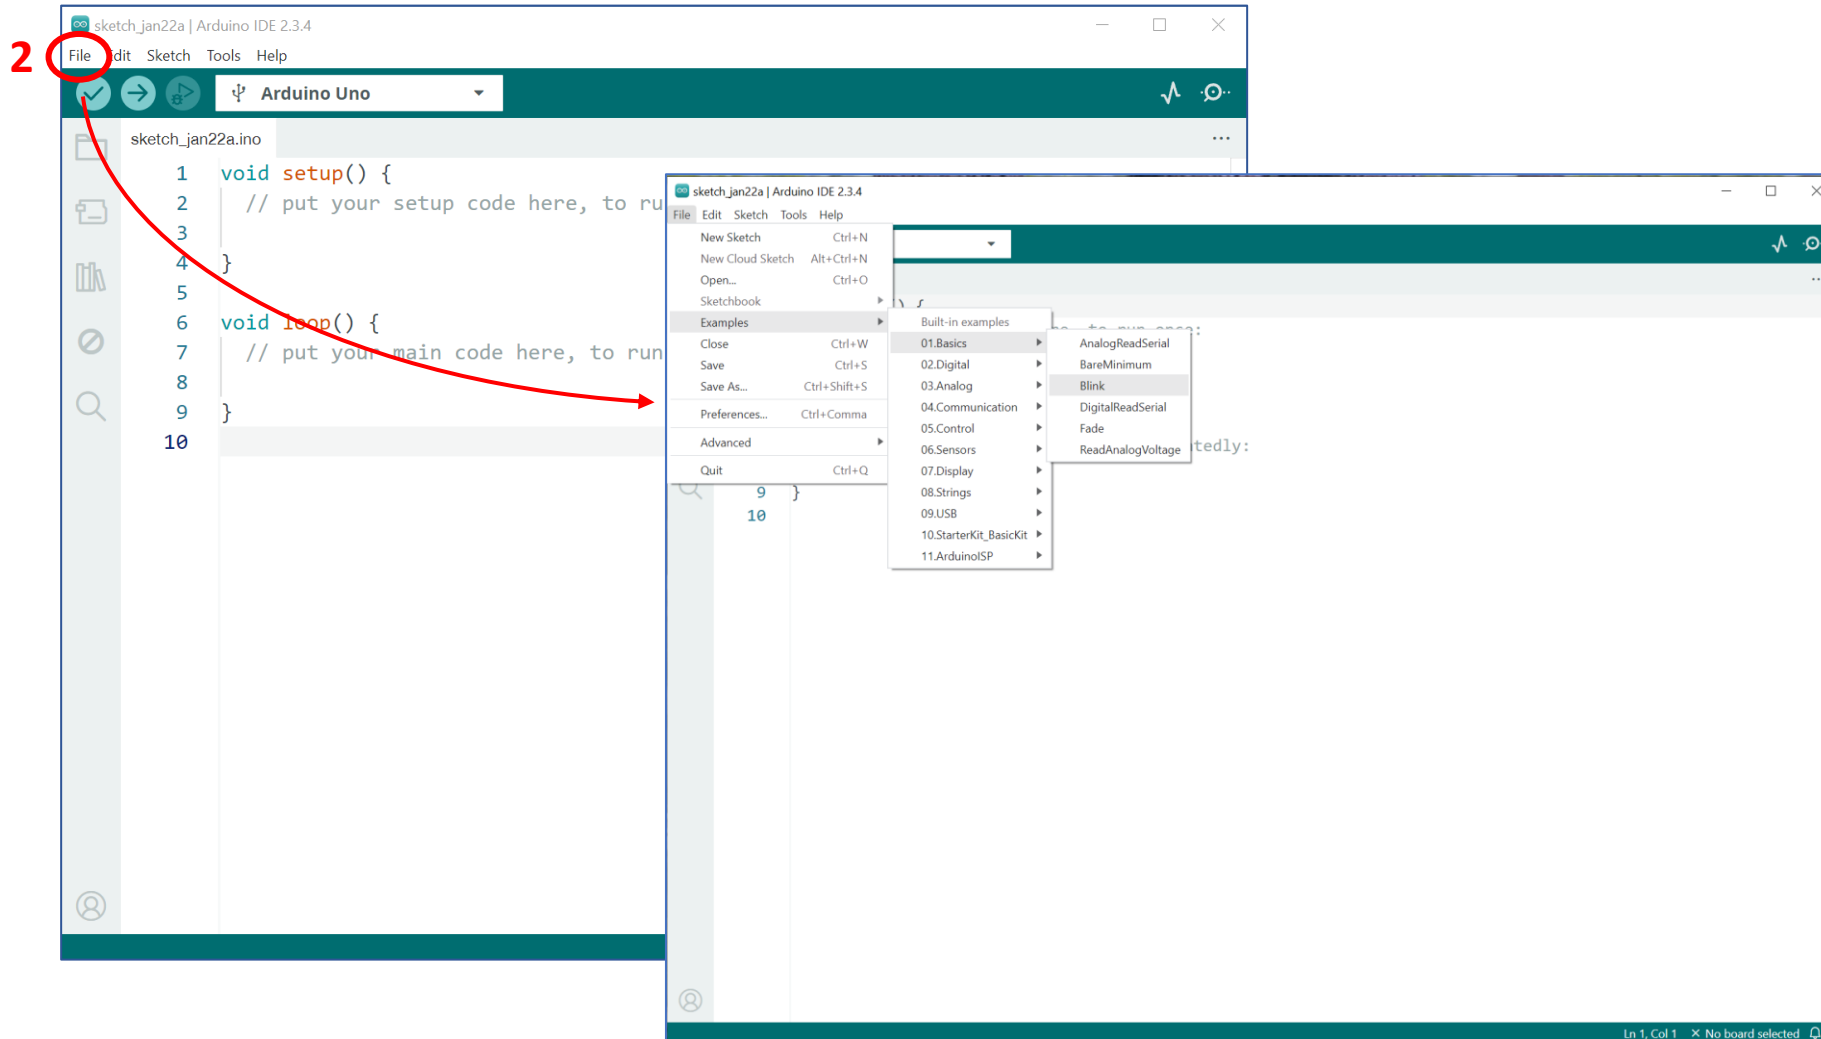 2
sketch_jan22a | Arduino IDE 2.3.4
File dit Sketch Tools Help
Arduino Uno
sketch_jan22a.ino
1 void setup() {
2 // put your setup code here, to ru
3
4 }
5
6 void loop() {
7 // put your main code here, to run
8
9 }
10
sketch_jan22a | Arduino IDE 2.3.4
File Edit Sketch Tools Help
New Sketch Ctrl+N
New Cloud Sketch Alt+Ctrl+N
Open... Ctrl+O
Sketchbook
Examples
Close Ctrl+W
Save Ctrl+S
Save As... Ctrl+Shift+S
Preferences... Ctrl+Comma
Advanced
Quit Ctrl+Q
Built-in examples
01.Basics
02.Digital
03.Analog
04.Communication
05.Control
06.Sensors
07.Display
08.Strings
09.USB
10.StarterKit_BasicKit
11.ArduinoISP
AnalogReadSerial
BareMinimum
Blink
DigitalReadSerial
Fade
ReadAnalogVoltage
) {
to run once:
tedly:
9 }
10
Ln 1, Col 1 × No board selected